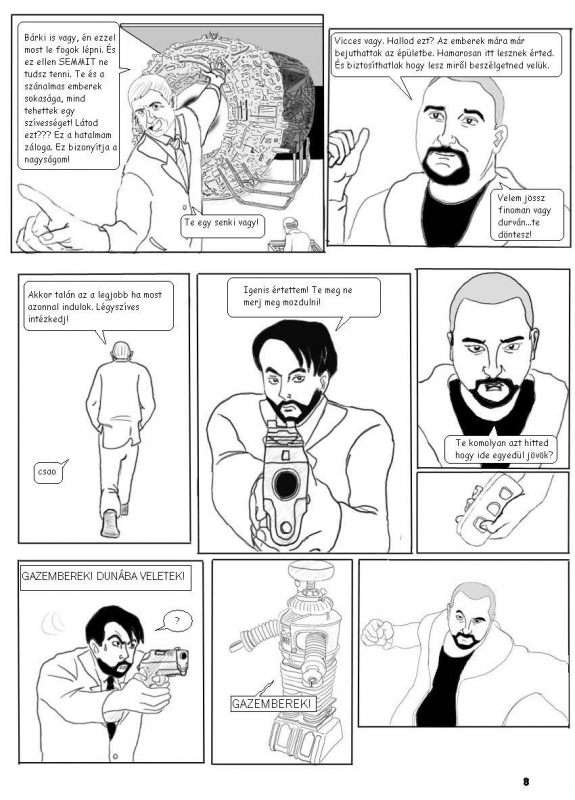 Bárki is vagy, én ezzel
most le fogok lépni. És
ez ellen SEMMIT ne
tudsz tenni. Te és a
szánalmas emberek
sokasága, mind
tehettek egy
szívességet! Látod
ezt??? Ez a hatalmam
záloga. Ez bizonyítja a
nagyságom!
Te egy senki vagy!
Vicces vagy. Hallod ezt? Az emberek mára már
bejuthattak az épületbe. Hamarosan itt lesznek érted.
És biztosíthatlak hogy lesz miről beszélgetned velük.
Velem jössz
finoman vagy
durván...te
döntesz!
Akkor talán az a legjobb ha most
azonnal indulok. Légyszíves
intézkedj!
csao
Igenis értettem! Te meg ne
merj meg mozdulni!
Te komolyan azt hitted
hogy ide egyedül jövök?
GAZEMBEREK! DUNÁBA VELETEK!
?
GAZEMBEREK!
8